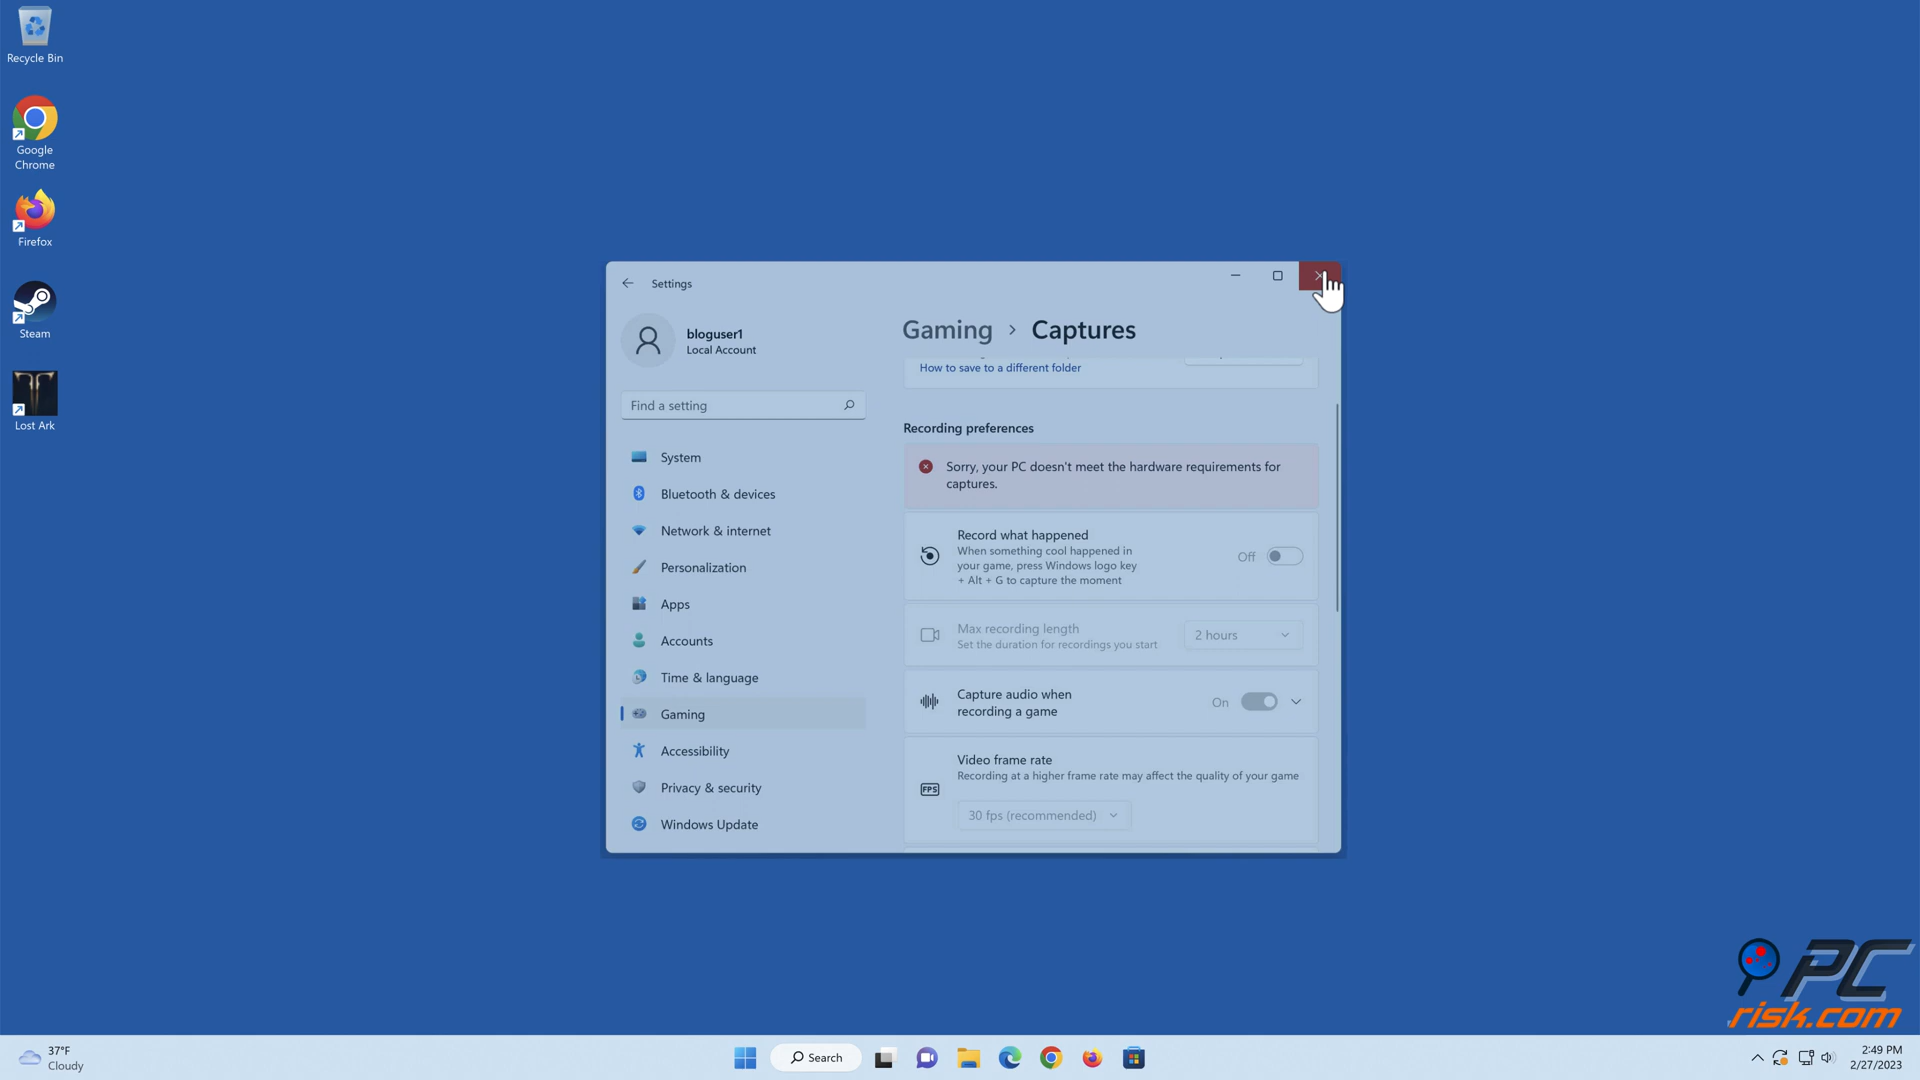 Recycle Bin
Google
Chrome
Firefox
Steam
Lost Ark
Settings
bloguser1
Local Account
Find a setting
System
Bluetooth & devices
Network & internet
Personalization
Apps
Accounts
Time & language
Gaming
Accessibility
Privacy & security
Windows Update
Gaming > Captures
How to save to a different folder
Recording preferences
Sorry, your PC doesn't meet the hardware requirements for
captures.
Record what happened
When something cool happened in
your game, press Windows logo key
+ Alt + G to capture the moment
Off
Max recording length
Set the duration for recordings you start
2 hours
Capture audio when
recording a game
On
Video frame rate
Recording at a higher frame rate may affect the quality of your game
FPS
30 fps (recommended)
PC
risk.com
37°F
Cloudy
Search
2:49 PM
2/27/2023